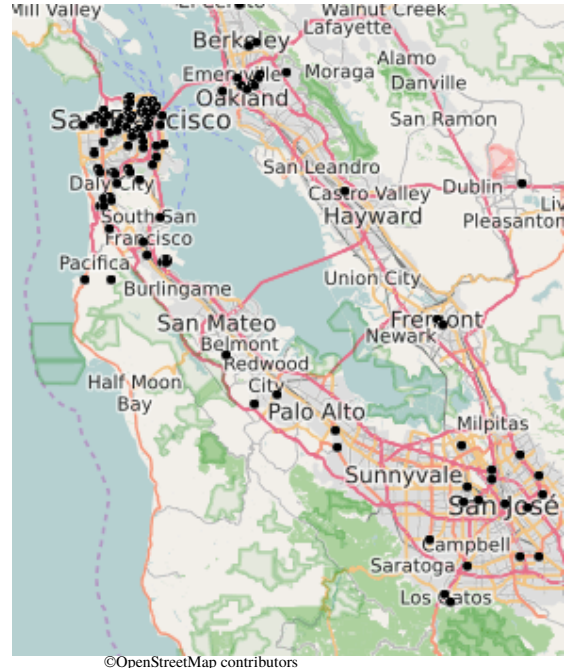 Mill Valley
Walnut Creek
Lafayette
Berkeley
Alamo
Emeryville
Moraga
Danville
Oakland
San Francisco
San Ramon
San Leandro
Daly City
Castro Valley
Dublin
South San
Francisco
Hayward
Pleasanton
Pacifica
Union City
Burlingame
San Mateo
Fremont
Newark
Belmont
Redwood
City
Half Moon
Bay
Palo Alto
Milpitas
Sunnyvale
San José
Campbell
Saratoga
Los Gatos
©OpenStreetMap contributors